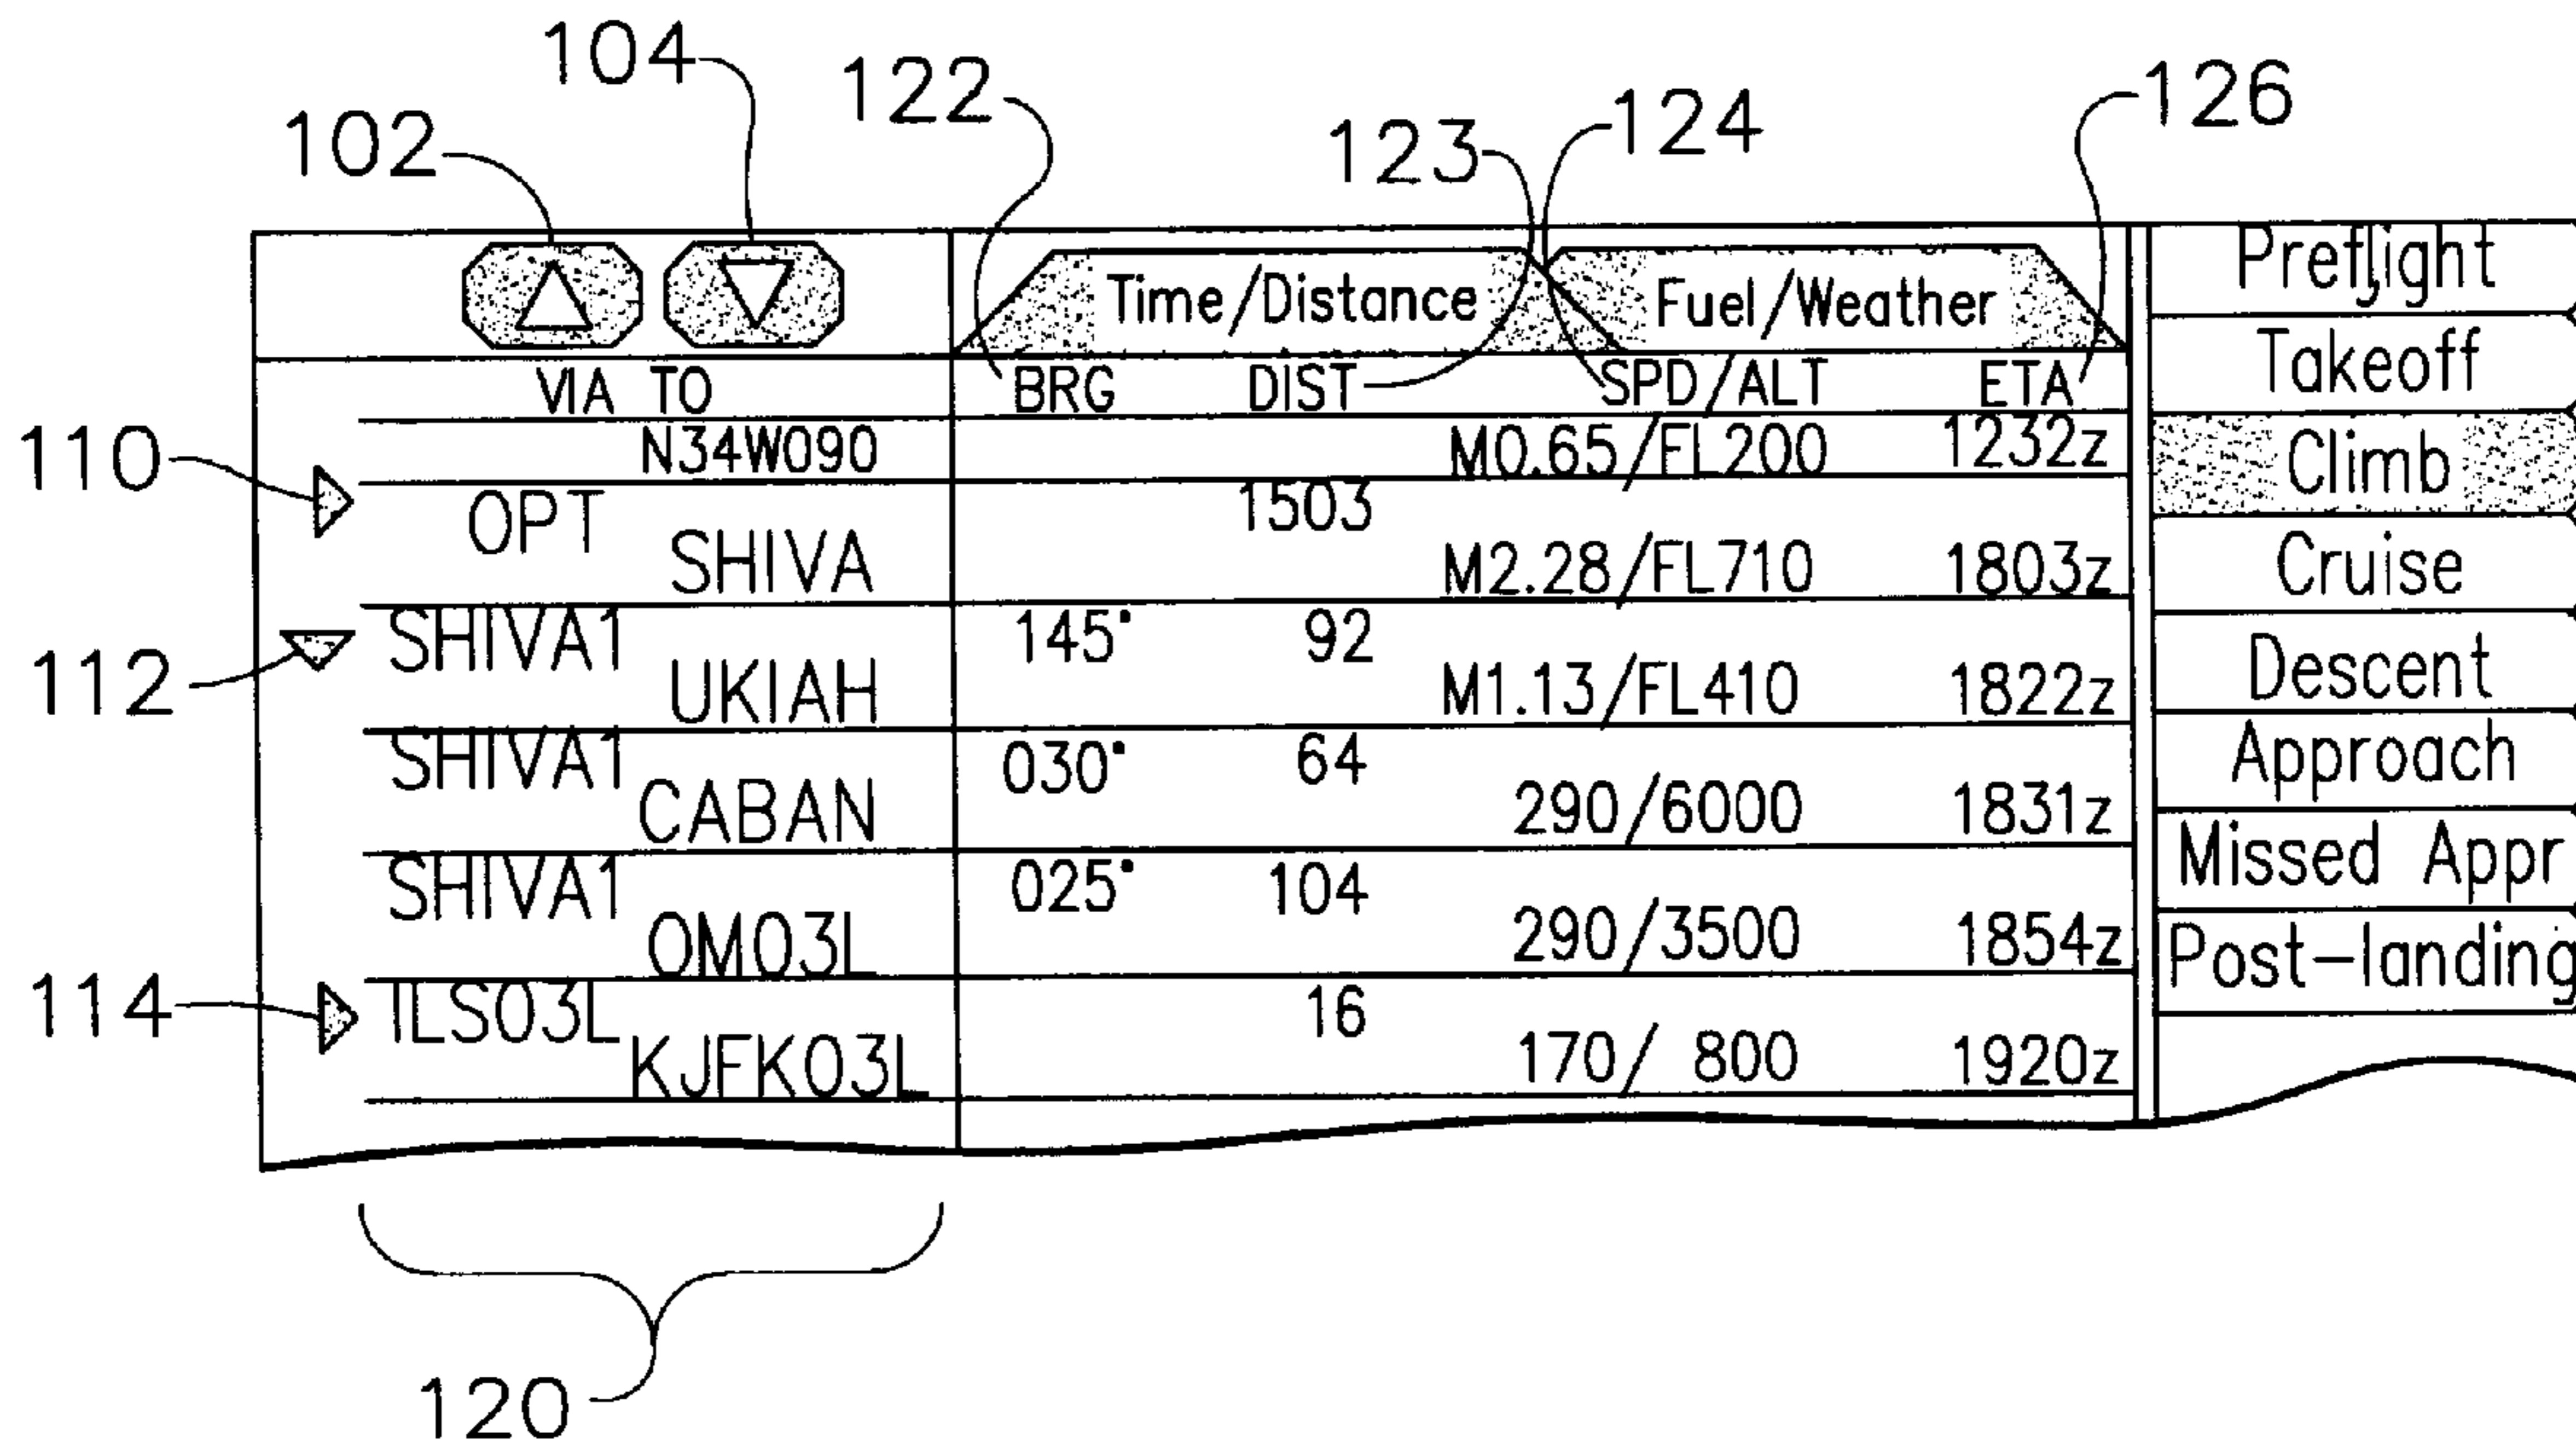 104
122
126
124
102
123
Preflight
Time/Distance
Fuel/Weather
Takeoff
VIA TO
BRG
DIST
SPD/ALT
ETA
110
N34W090
M0.65/FL200
1232z
Climb
OPT
1503
SHIVA
M2.28/FL710
1803z
Cruise
112
SHIVA1
145°
92
UKIAH
M1.13/FL410
1822z
Descent
SHIVA1
030°
64
Approach
CABAN
290/6000
1831z
SHIVA1
025°
104
Missed Appr
OM03L
290/3500
1854z
Post-landing
114
ILS03L
16
KJFK03L
170/ 800
1920z
120